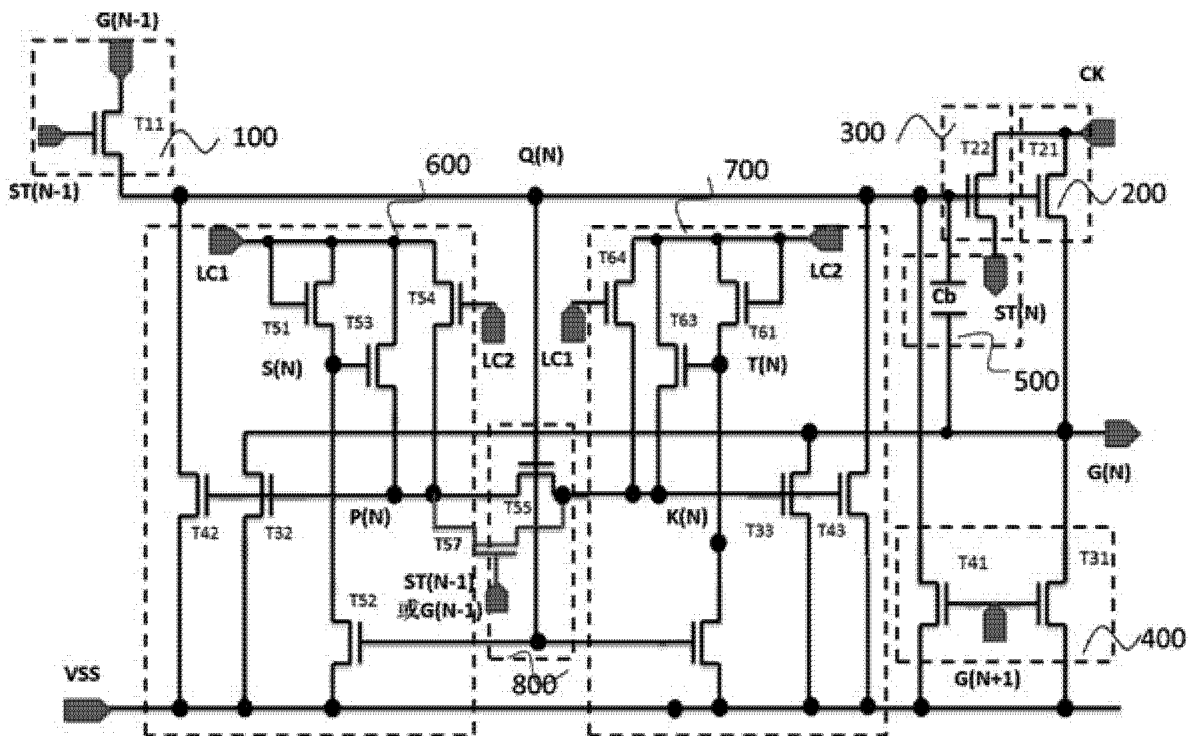 G(N-1)
CK
T11
100
300
T22
T21
Q(N)
600
700
ST(N-1)
200
LC1
T64
LC2
T54
Cb
ST(N)
T51
T53
T63
T61
S(N)
LC2
LC1
T(N)
500
G(N)
P(N)
T55
K(N)
T42
T32
T57
T33
T43
ST(N-1)
或G(N-1)
T41
T31
T52
400
VSS
800
G(N+1)